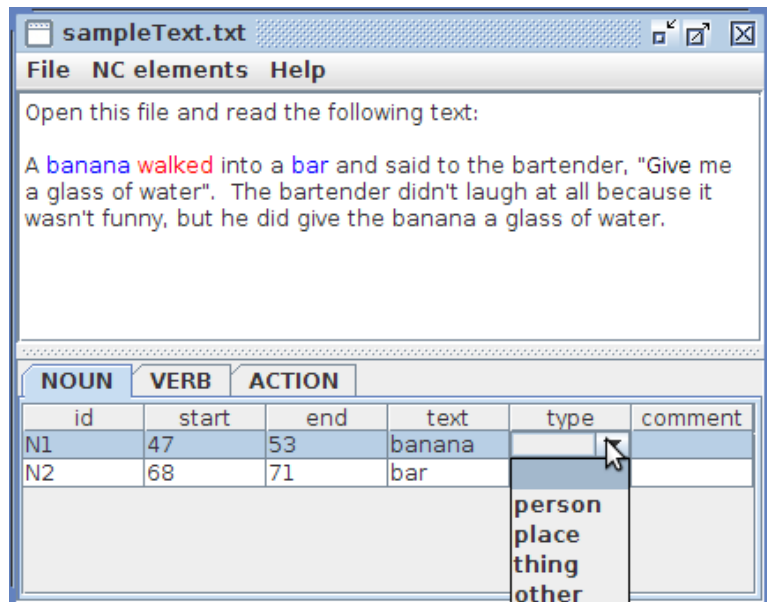 sampleText.txt
File NC elements Help
Open this file and read the following text:
A banana walked into a bar and said to the bartender, "Give me
a glass of water".  The bartender didn't laugh at all because it
wasn't funny, but he did give the banana a glass of water.
NOUN VERB ACTION
id start end text type comment
N1 47 53 banana
N2 68 71 bar
person
place
thing
other